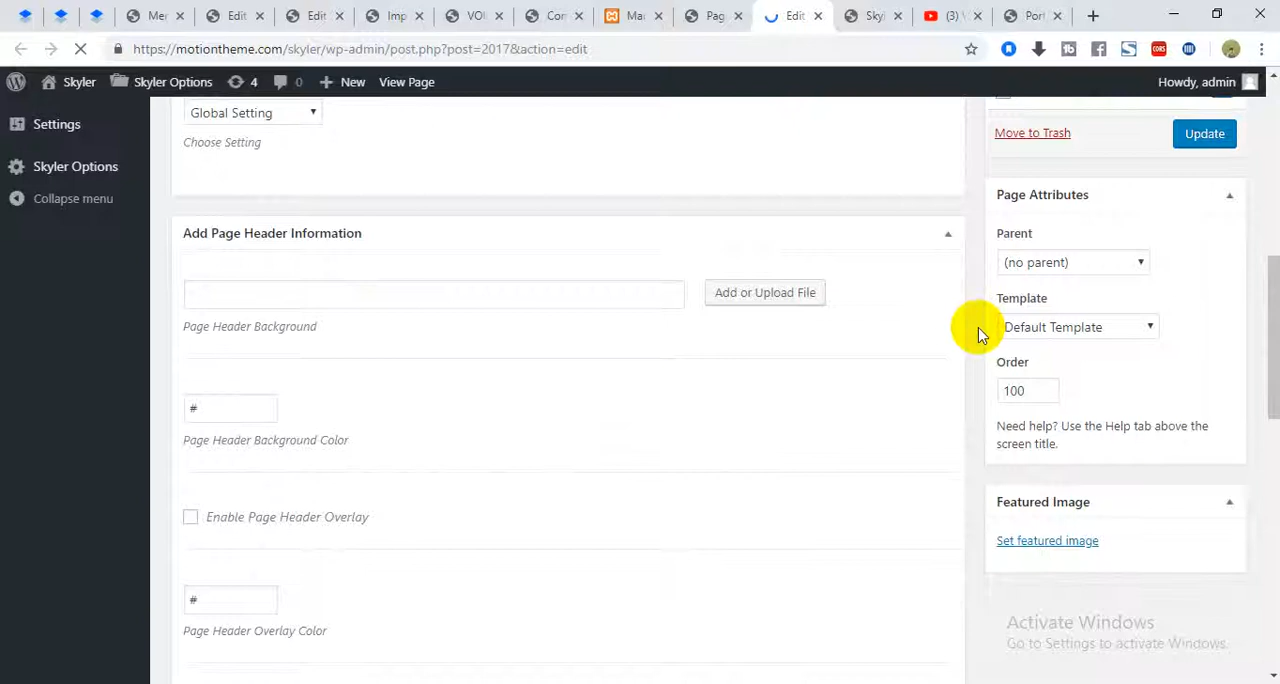 Mer
Edit
Edit
Imp
VOU
Con
Ma
Pag
Edit
Sky
(3) V
Port
https://motiontheme.com/skyler/wp-admin/post.php?post=2017&action=edit
Skyler
Skyler Options
4
0
New
View Page
Howdy, admin
Settings
Skyler Options
Collapse menu
Global Setting
Choose Setting
Add Page Header Information
Add or Upload File
Page Header Background
#
Page Header Background Color
Enable Page Header Overlay
#
Page Header Overlay Color
Move to Trash
Update
Page Attributes
Parent
(no parent)
Template
Default Template
Order
100
Need help? Use the Help tab above the
screen title.
Featured Image
Set featured image
Activate Windows
Go to Settings to activate Windows.